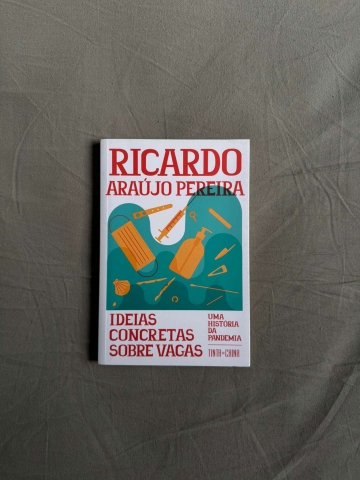 RICARDO
ARAÚJO PEREIRA
IDEIAS
CONCRETAS
SOBRE VAGAS
UMA
HISTÓRIA
DA
PANDEMIA
TINTA-DA-CHINA